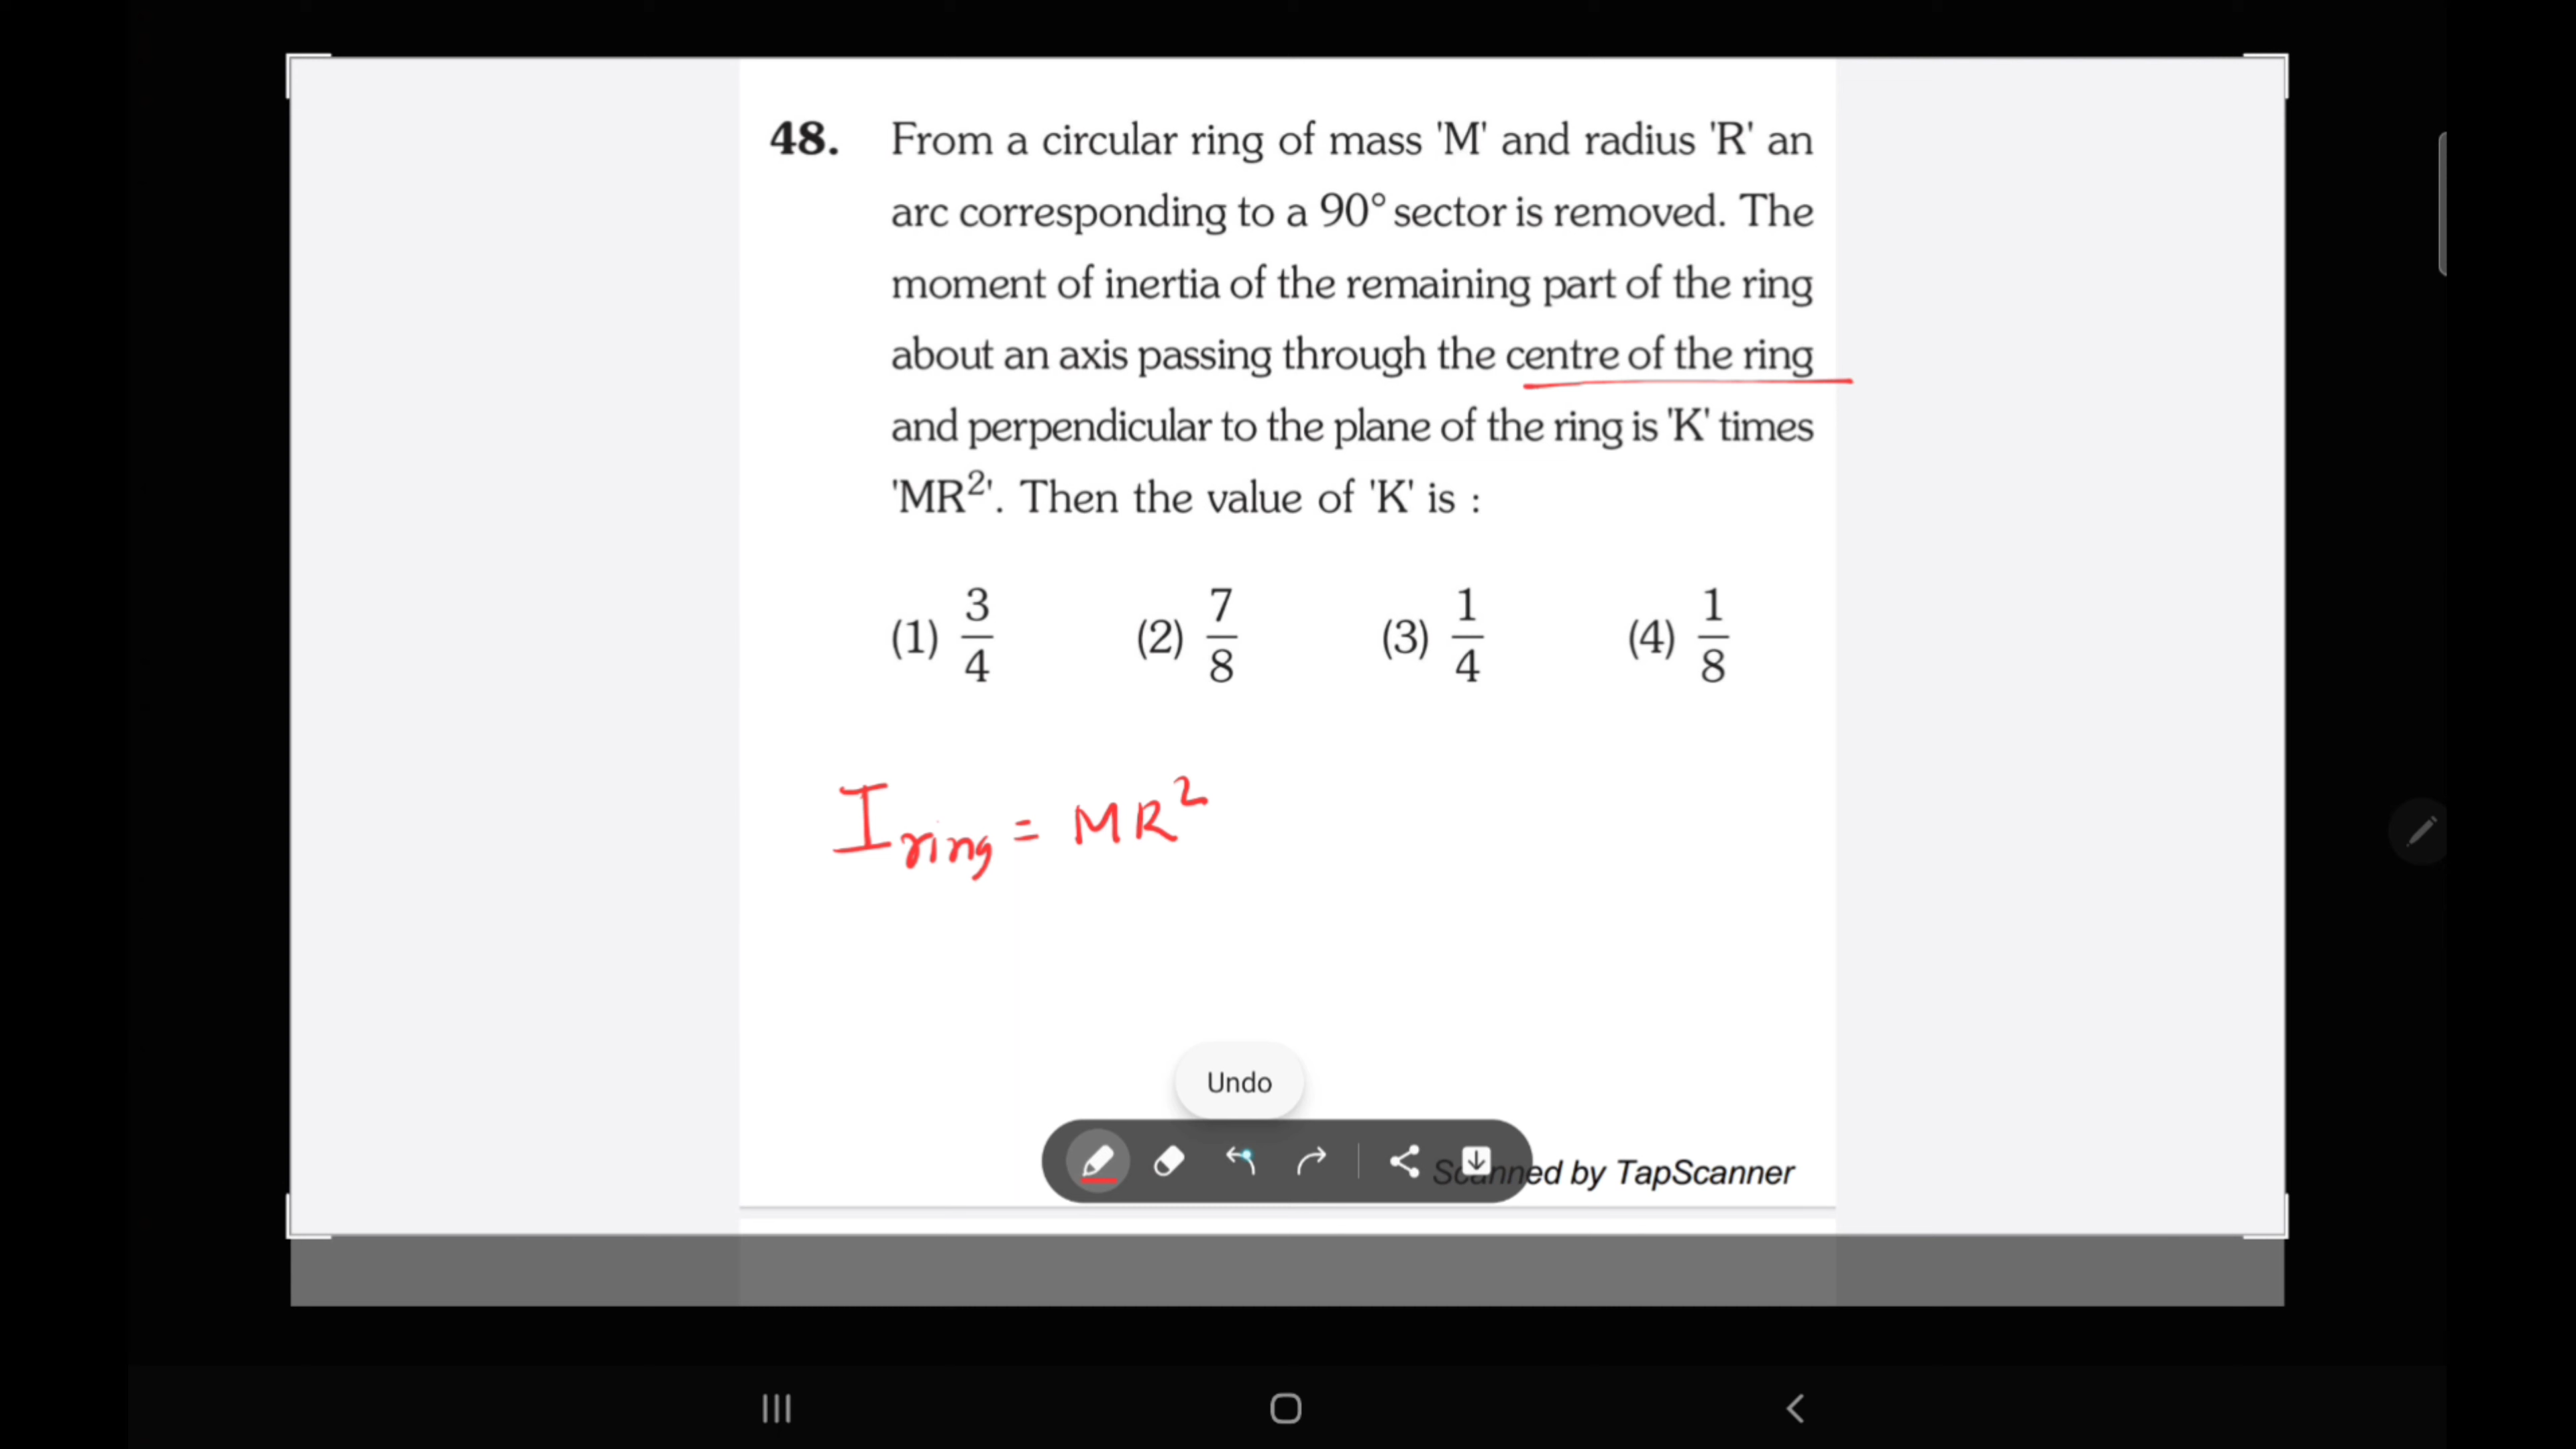 48. From a circular ring of mass 'M' and radius 'R' an
arc corresponding to a 90° sector is removed. The
moment of inertia of the remaining part of the ring
about an axis passing through the centre of the ring
and perpendicular to the plane of the ring is 'K' times
'MR²'. Then the value of 'K' is :
(1) 3/4 (2) 7/8 (3) 1/4 (4) 1/8
I ring = MR²
Undo
Scanned by TapScanner